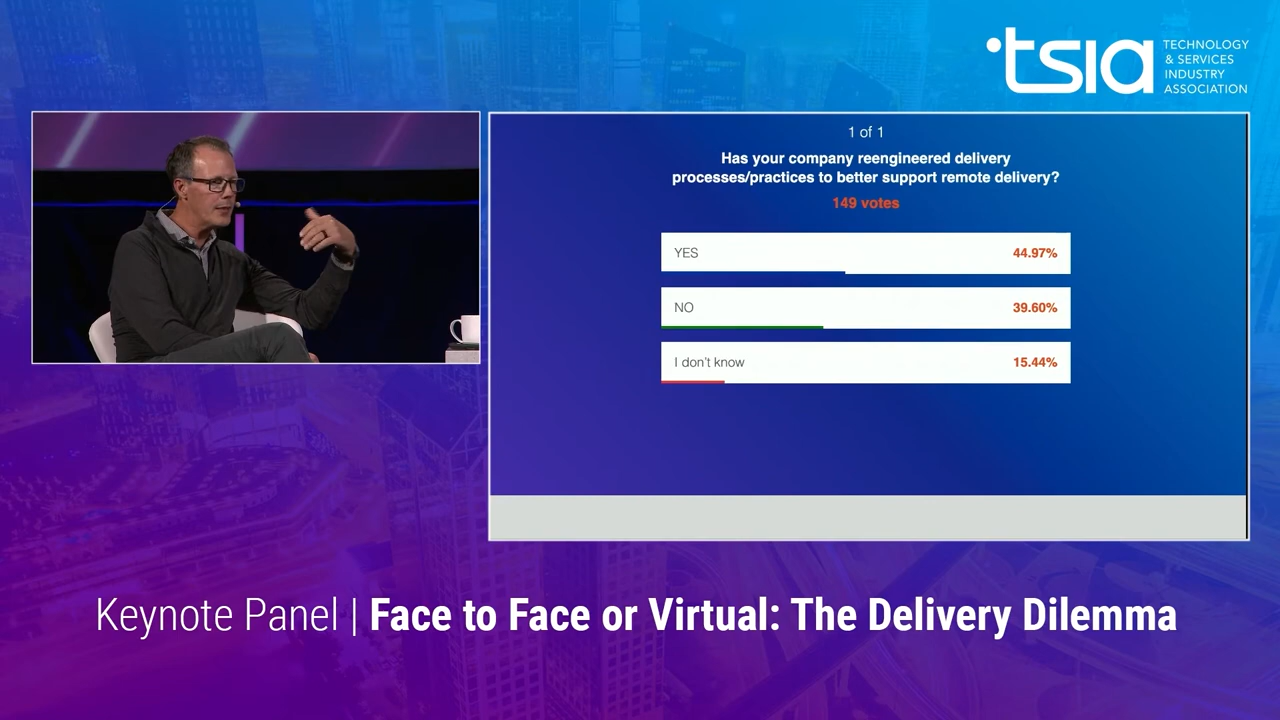 tsia
TECHNOLOGY
& SERVICES
INDUSTRY
ASSOCIATION
1 of 1
Has your company reengineered delivery
processes/practices to better support remote delivery?
149 votes
YES 44.97%
NO 39.60%
I don't know 15.44%
Keynote Panel | Face to Face or Virtual: The Delivery Dilemma